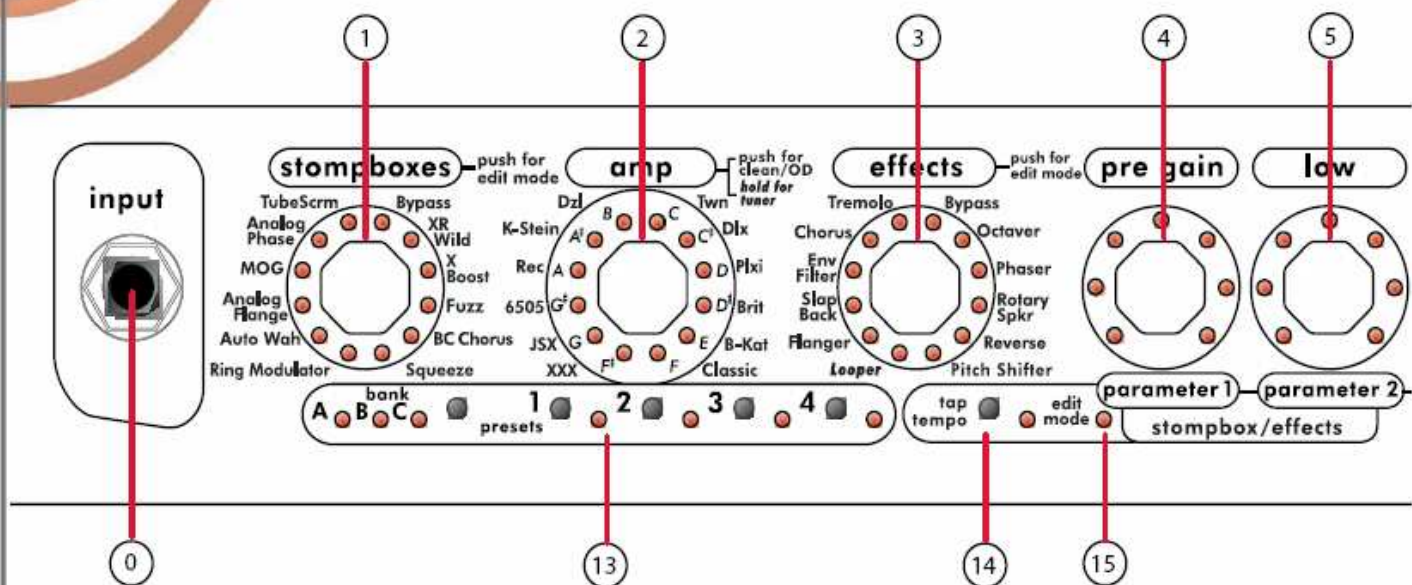 1
2
3
4
5
input
stompboxes
push for
edit mode
amp
push for
clean/OD
hold for
tuner
effects
push for
edit mode
pre gain
low
TubeScrm
Bypass
Analog
Phase
XR
Wild
MOG
X
Boost
Analog
Flange
Fuzz
Auto Wah
BC Chorus
Ring Modulator
Squeeze
Dzl
B
C
Twn
K-Stein
A♯
C♯
Dlx
Rec
A
D
Plxi
6505
G♯
D♯
Brit
JSX
G
E
B-Kat
XXX
F♯
F
Classic
Tremolo
Bypass
Chorus
Octaver
Env
Filter
Phaser
Slap
Back
Rotary
Spkr
Flanger
Reverse
Looper
Pitch Shifter
bank
A B C
presets
1 2 3 4
tap
tempo
edit
mode
parameter 1
parameter 2
stompbox/effects
0
13
14
15